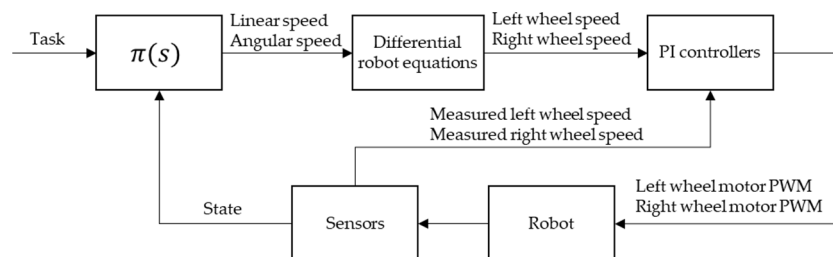 Task
π(s)
Linear speed
Angular speed
Differential
robot equations
Left wheel speed
Right wheel speed
PI controllers
Measured left wheel speed
Measured right wheel speed
State
Sensors
Robot
Left wheel motor PWM
Right wheel motor PWM